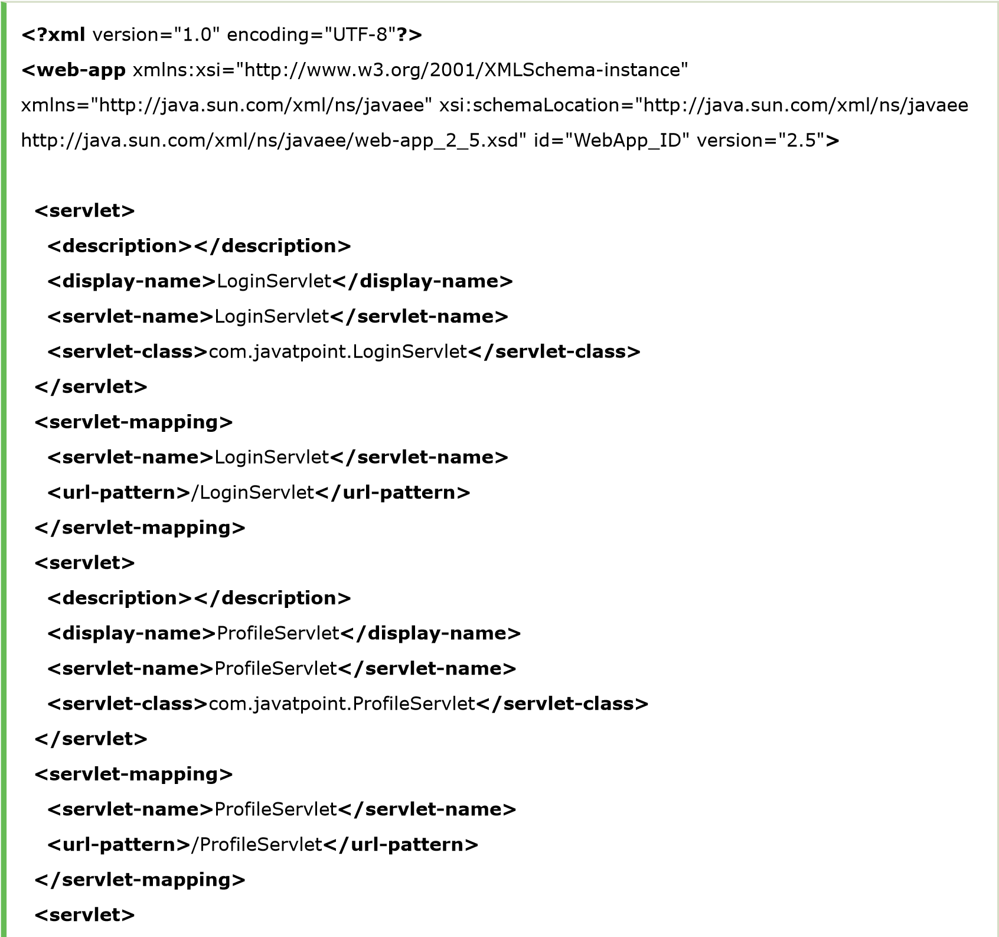 <?xml version="1.0" encoding="UTF-8"?>
<web-app xmlns:xsi="http://www.w3.org/2001/XMLSchema-instance"
xmlns="http://java.sun.com/xml/ns/javaee" xsi:schemaLocation="http://java.sun.com/xml/ns/javaee
http://java.sun.com/xml/ns/javaee/web-app_2_5.xsd" id="WebApp_ID" version="2.5">
<servlet>
<description></description>
<display-name>LoginServlet</display-name>
<servlet-name>LoginServlet</servlet-name>
<servlet-class>com.javatpoint.LoginServlet</servlet-class>
</servlet>
<servlet-mapping>
<servlet-name>LoginServlet</servlet-name>
<url-pattern>/LoginServlet</url-pattern>
</servlet-mapping>
<servlet>
<description></description>
<display-name>ProfileServlet</display-name>
<servlet-name>ProfileServlet</servlet-name>
<servlet-class>com.javatpoint.ProfileServlet</servlet-class>
</servlet>
<servlet-mapping>
<servlet-name>ProfileServlet</servlet-name>
<url-pattern>/ProfileServlet</url-pattern>
</servlet-mapping>
<servlet>